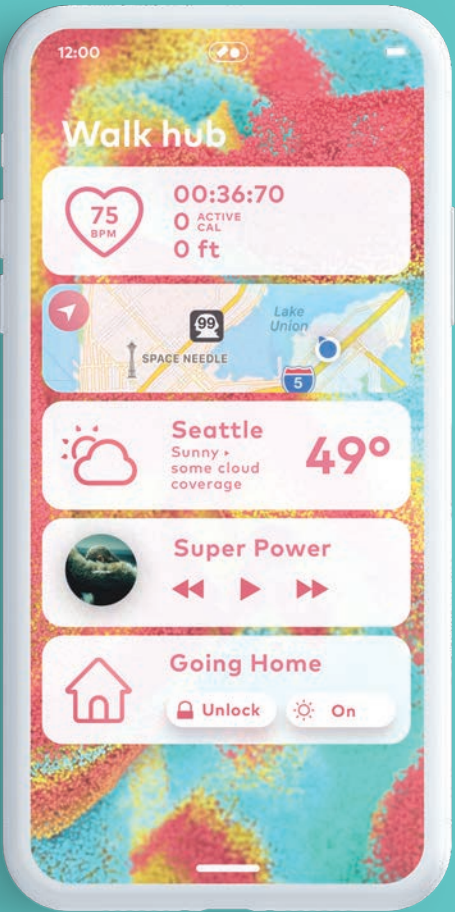 12:00
Walk hub
75
BPM
00:36:70
0 ACTIVE
CAL
0 ft
99
Lake
Union
SPACE NEEDLE
5
Seattle
Sunny ▸
some cloud
coverage
49°
Super Power
Going Home
Unlock
On